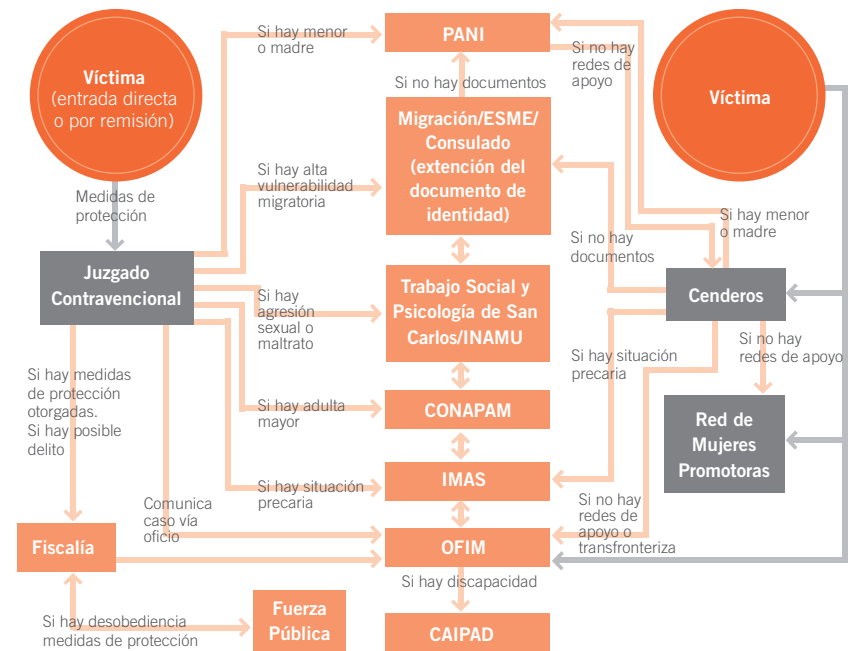 Víctima
(entrada directa
o por remisión)
Si hay menor
o madre
PANI
Si no hay
redes de
apoyo
Víctima
Si no hay documentos
Migración/ESME/
Consulado
(extención del
documento de
identidad)
Si hay alta
vulnerabilidad
migratoria
Medidas de
protección
Si hay menor
o madre
Si no hay
documentos
Juzgado
Contravencional
Trabajo Social y
Psicología de San
Carlos/INAMU
Cenderos
Si hay
agresión
sexual o
maltrato
Si no hay
redes de apoyo
Si hay situación
precaria
Si hay medidas
de protección
otorgadas.
Si hay posible
delito
Si hay adulta
mayor
CONAPAM
Red de
Mujeres
Promotoras
IMAS
Si hay situación
precaria
Comunica
caso vía
oficio
Si no hay
redes de
apoyo o
transfronteriza
Fiscalía
OFIM
Si hay discapacidad
Fuerza
Pública
Si hay desobediencia
medidas de protección
CAIPAD